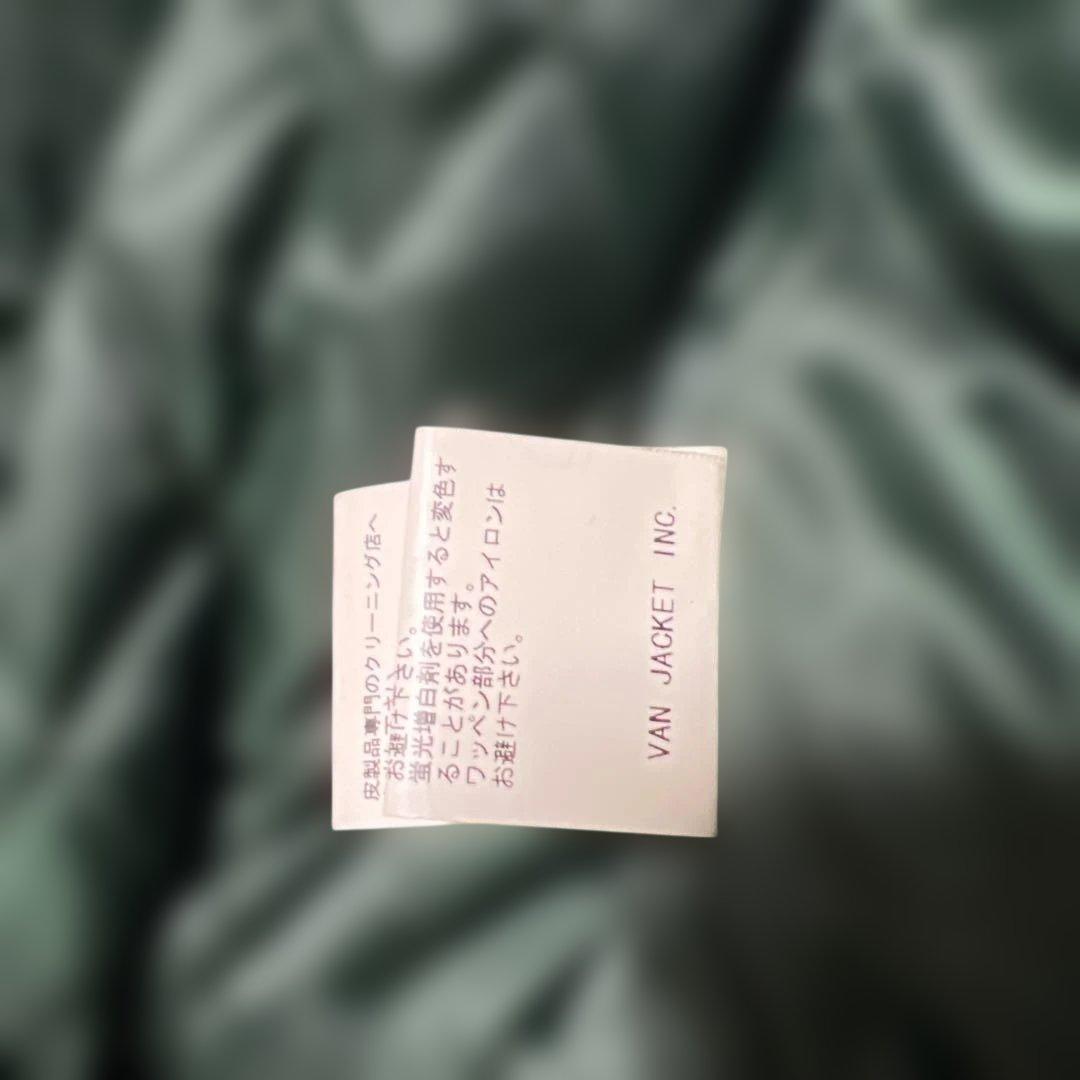 皮製品専門のクリーニング店へ
お避け下さい。
蛍光増白剤を使用すると変色す
ることがあります。
ワッペン部分へのアイロンは
お避け下さい。
VAN JACKET INC.